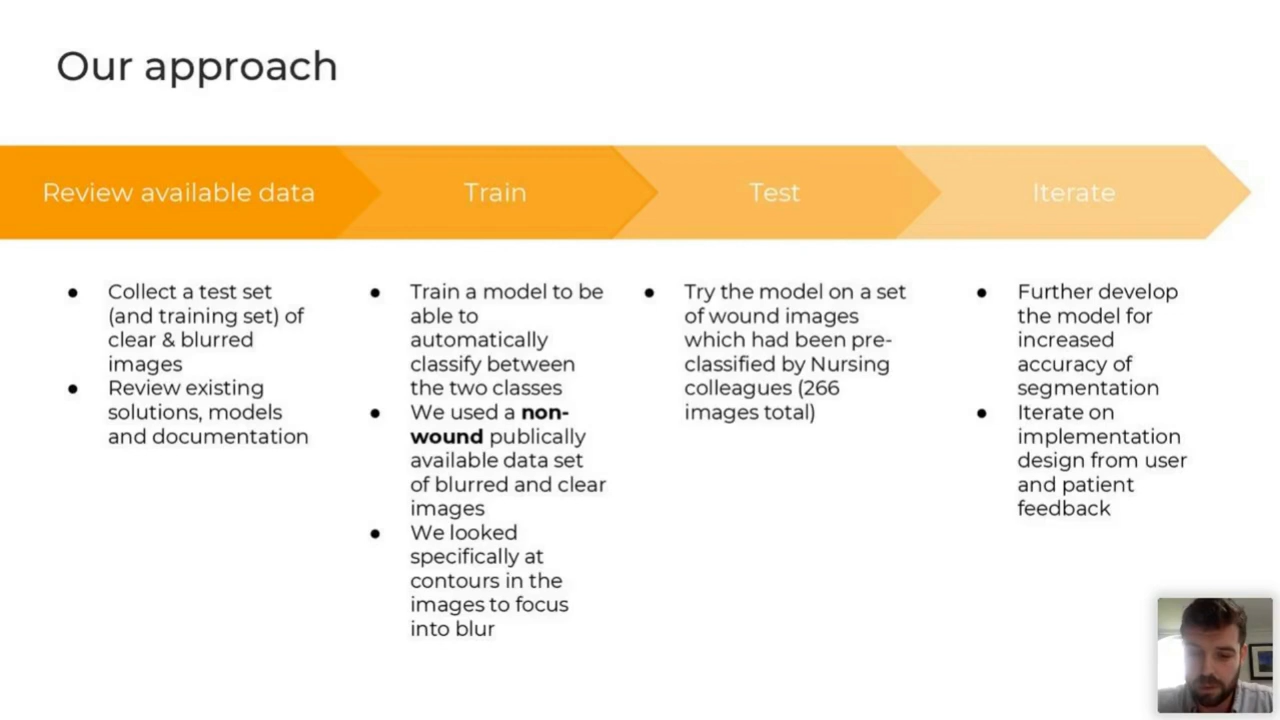 Our approach
Review available data
Train
Test
Iterate
● Collect a test set
(and training set) of
clear & blurred
images
● Review existing
solutions, models
and documentation
● Train a model to be
able to
automatically
classify between
the two classes
● We used a non-
wound publically
available data set
of blurred and clear
images
● We looked
specifically at
contours in the
images to focus
into blur
● Try the model on a set
of wound images
which had been pre-
classified by Nursing
colleagues (266
images total)
● Further develop
the model for
increased
accuracy of
segmentation
● Iterate on
implementation
design from user
and patient
feedback